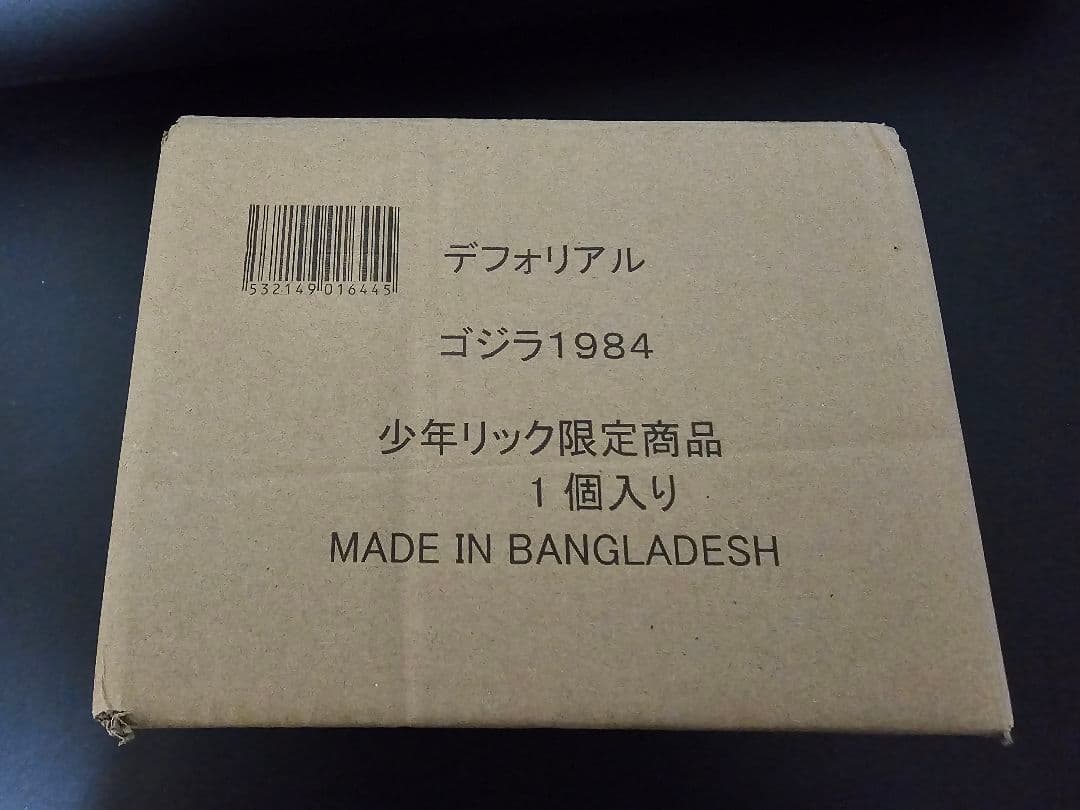 532149 016445
デフォリアル
ゴジラ1984
少年リック限定商品
1個入り
MADE IN BANGLADESH